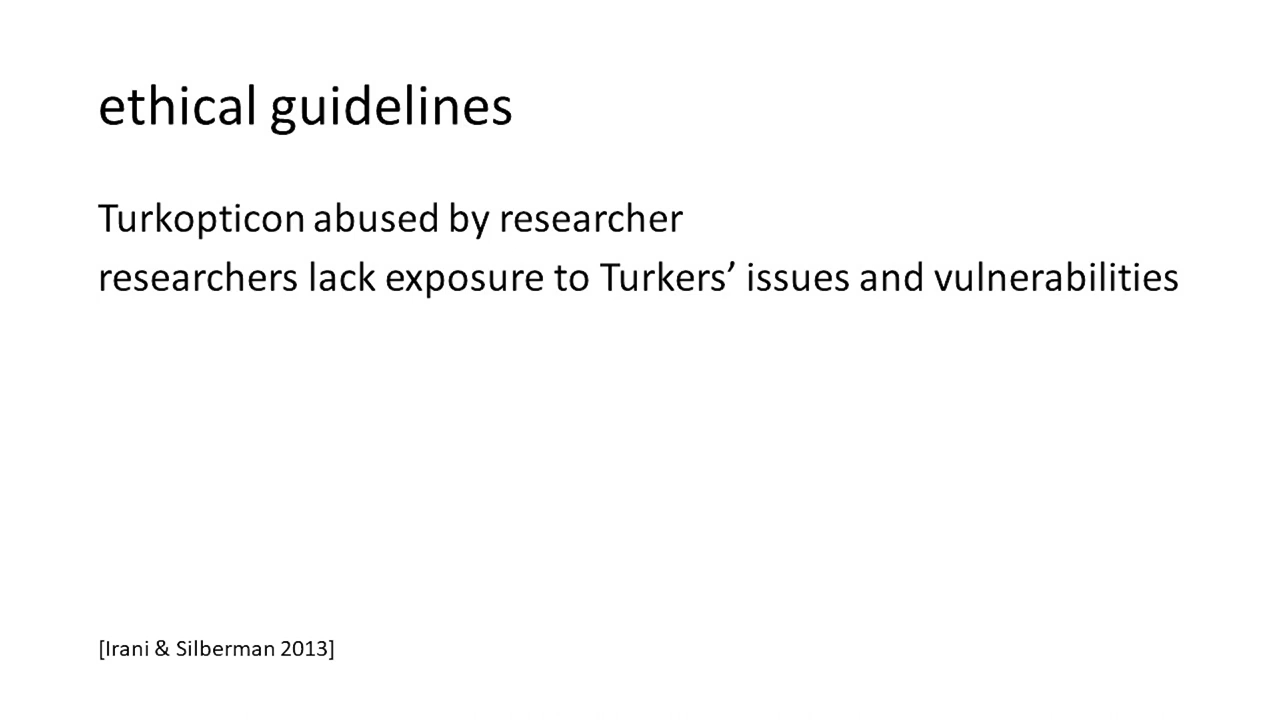 ethical guidelines
Turkopticon abused by researcher
researchers lack exposure to Turkers’ issues and vulnerabilities
[Irani & Silberman 2013]